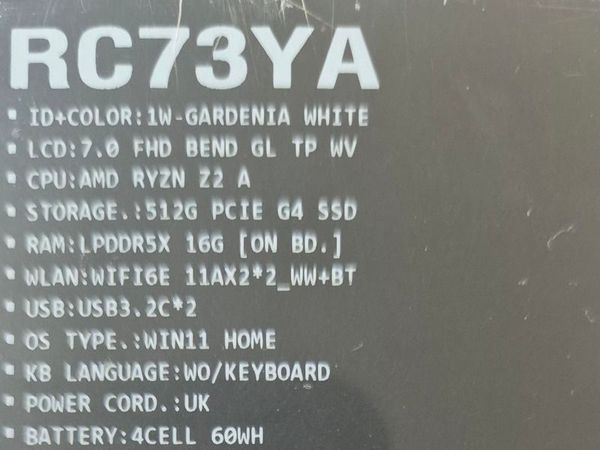 RC73YA
▪ ID+COLOR:1W-GARDENIA WHITE
▪ LCD:7.0 FHD BEND GL TP WV
▪ CPU:AMD RYZN Z2 A
▪ STORAGE.:512G PCIE G4 SSD
▪ RAM:LPDDR5X 16G [ON BD.]
▪ WLAN:WIFI6E 11AX2*2_WW+BT
▪ USB:USB3.2C*2
▪ OS TYPE.:WIN11 HOME
▪ KB LANGUAGE:WO/KEYBOARD
▪ POWER CORD.:UK
▪ BATTERY:4CELL 60WH